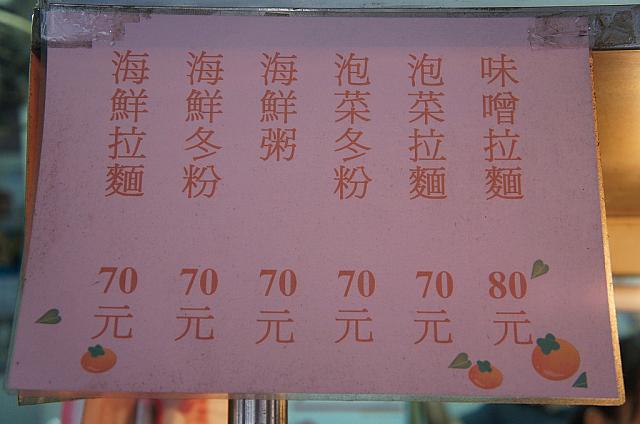 味噌拉麵 80元
泡菜拉麵 70元
泡菜冬粉 70元
海鮮粥 70元
海鮮冬粉 70元
海鮮拉麵 70元